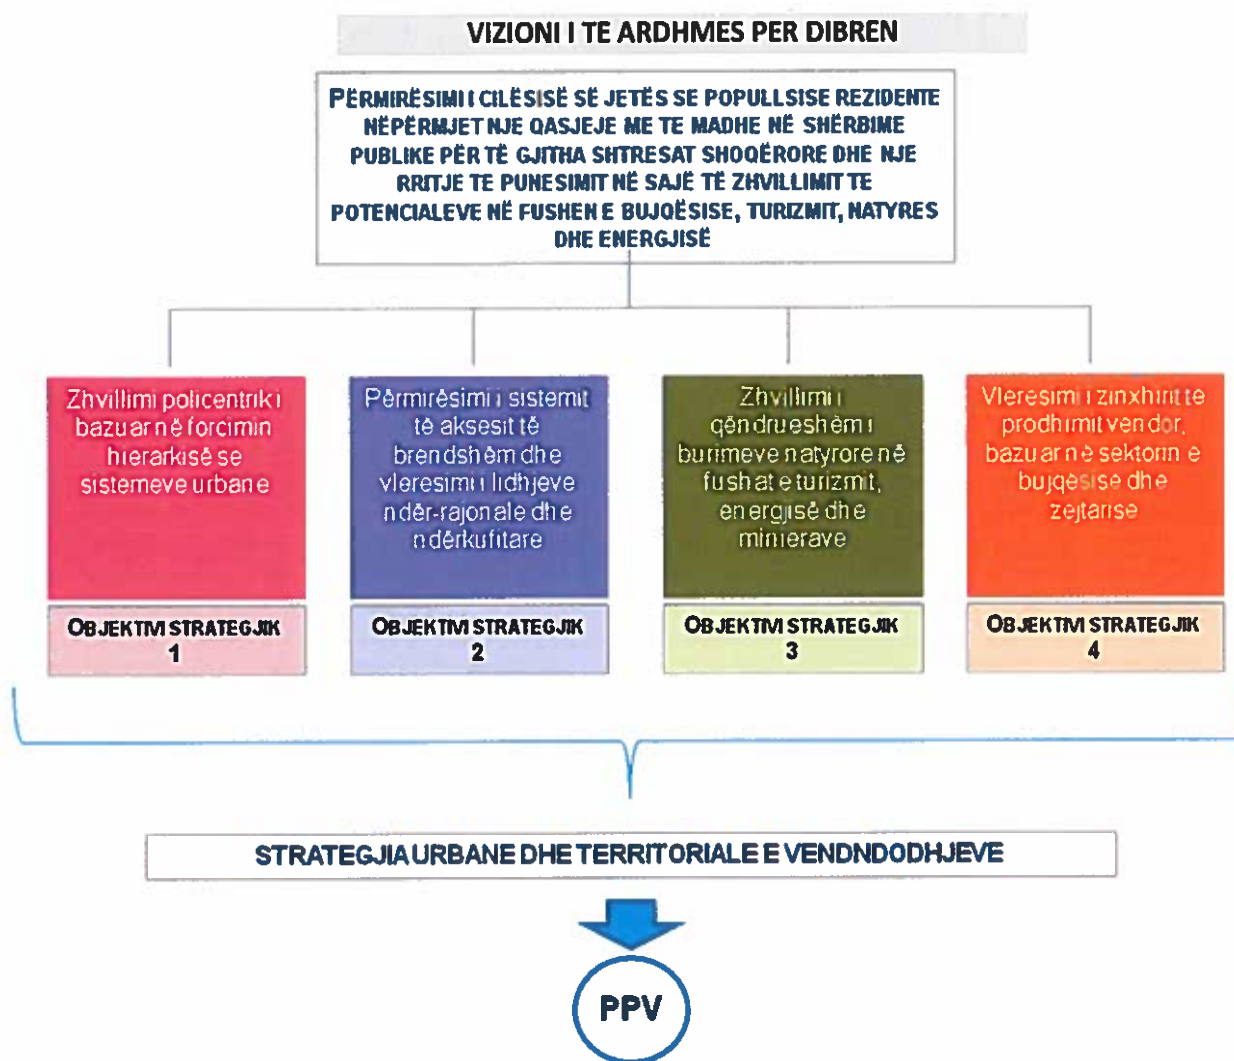 VIZIONI I TE ARDHMES PER DIBREN
PËRMIRËSIMI I CILËSISË SË JETËS SE POPULLSISE REZIDENTE
NËPËRMJET NJE QASJEJE ME TE MADHE NË SHËRBIME
PUBLIKE PËR TË GJITHA SHTRESAT SHOQËRORE DHE NJE
RRITJE TE PUNESIMIT NË SAJË TË ZHVILLIMIT TE
POTENCIALEVE NË FUSHEN E BUJQËSISE, TURIZMIT, NATYRES
DHE ENERGJISË
Zhvillimi policentrik i
bazuar në forcimin
hierarkisë se
sistemeve urbane
OBJEKTIVI STRATEGJIK
1
Përmirësimi i sistemit
të aksesit të
brendshëm dhe
vleresimi i lidhjeve
ndër-rajonale dhe
ndërkufitare
OBJEKTIVI STRATEGJIK
2
Zhvillimi i
qëndrueshëm i
burimeve natyrore në
fushat e turizmit,
energjisë dhe
minierave
OBJEKTIVI STRATEGJIK
3
Vleresimi i zinxhirit te
prodhimit vendor,
bazuar në sektorin e
bujqësise dhe
zejtarise
OBJEKTIVI STRATEGJIK
4
STRATEGJIA URBANE DHE TERRITORIALE E VENDNDODHJEVE
PPV